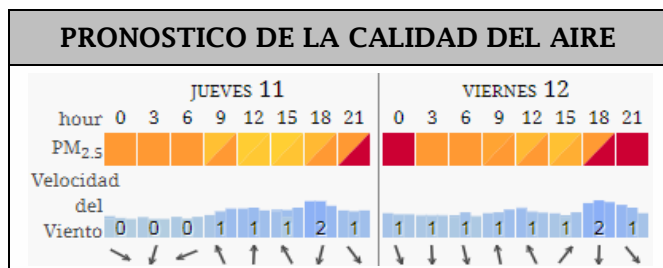 PRONOSTICO DE LA CALIDAD DEL AIRE
JUEVES 11 VIERNES 12
hour 0 3 6 9 12 15 18 21 0 3 6 9 12 15 18 21
PM2.5
Velocidad
del
Viento 0 0 0 1 1 1 2 1 1 1 1 1 1 1 2 1